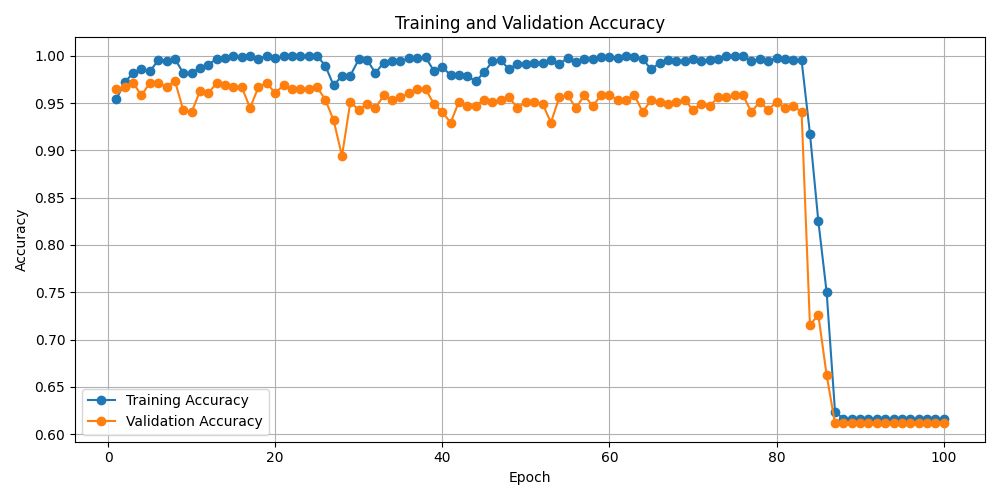 Training and Validation Accuracy
1.00
0.95
0.90
0.85
0.80
0.75
0.70
0.65
0.60
Accuracy
Training Accuracy
Validation Accuracy
0 20 40 60 80 100
Epoch